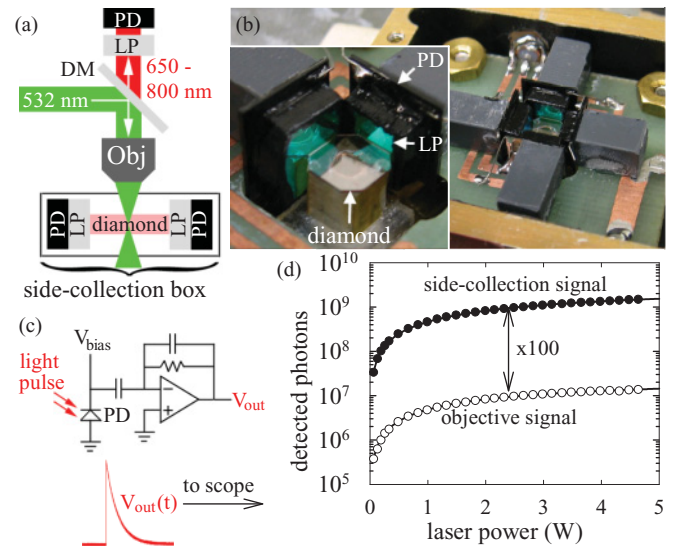 (a)
PD
LP
DM
650 -
800 nm
532 nm
Obj
PD
LP
diamond
LP
PD
side-collection box
(b)
PD
LP
diamond
(c)
V_bias
light
pulse
PD
−
+
V_out
V_out(t)
to scope
(d)
10^10
10^9
10^8
10^7
10^6
10^5
detected photons
side-collection signal
x100
objective signal
0
1
2
3
4
5
laser power (W)